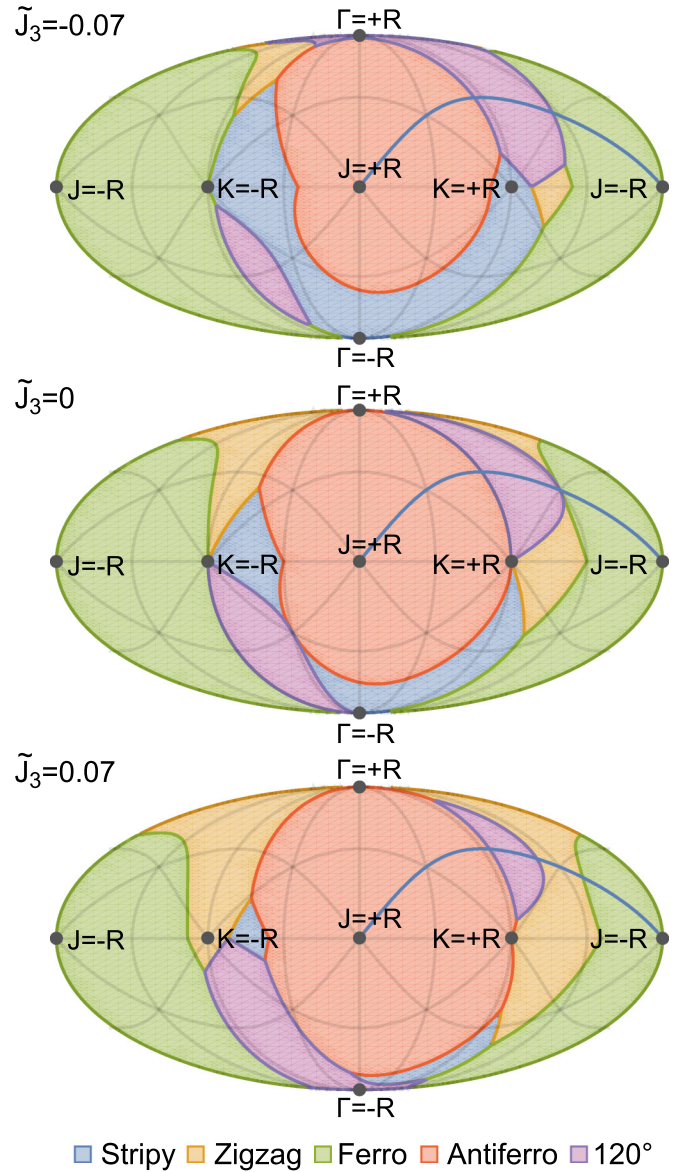 J̃₃=-0.07
Γ=+R
J=+R
J=-R K=-R K=+R J=-R
Γ=-R
J̃₃=0
Γ=+R
J=+R
J=-R K=-R K=+R J=-R
Γ=-R
J̃₃=0.07
Γ=+R
J=+R
J=-R K=-R K=+R J=-R
Γ=-R
Stripy Zigzag Ferro Antiferro 120°